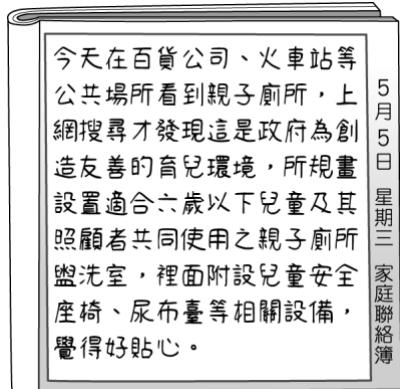 今天在百貨公司、火車站等
公共場所看到親子廁所，上
網搜尋才發現這是政府為創
造友善的育兒環境，所規畫
設置適合六歲以下兒童及其
照顧者共同使用之親子廁所
盥洗室，裡面附設兒童安全
座椅、尿布臺等相關設備，
覺得好貼心。
5月5日 星期三 家庭聯絡簿